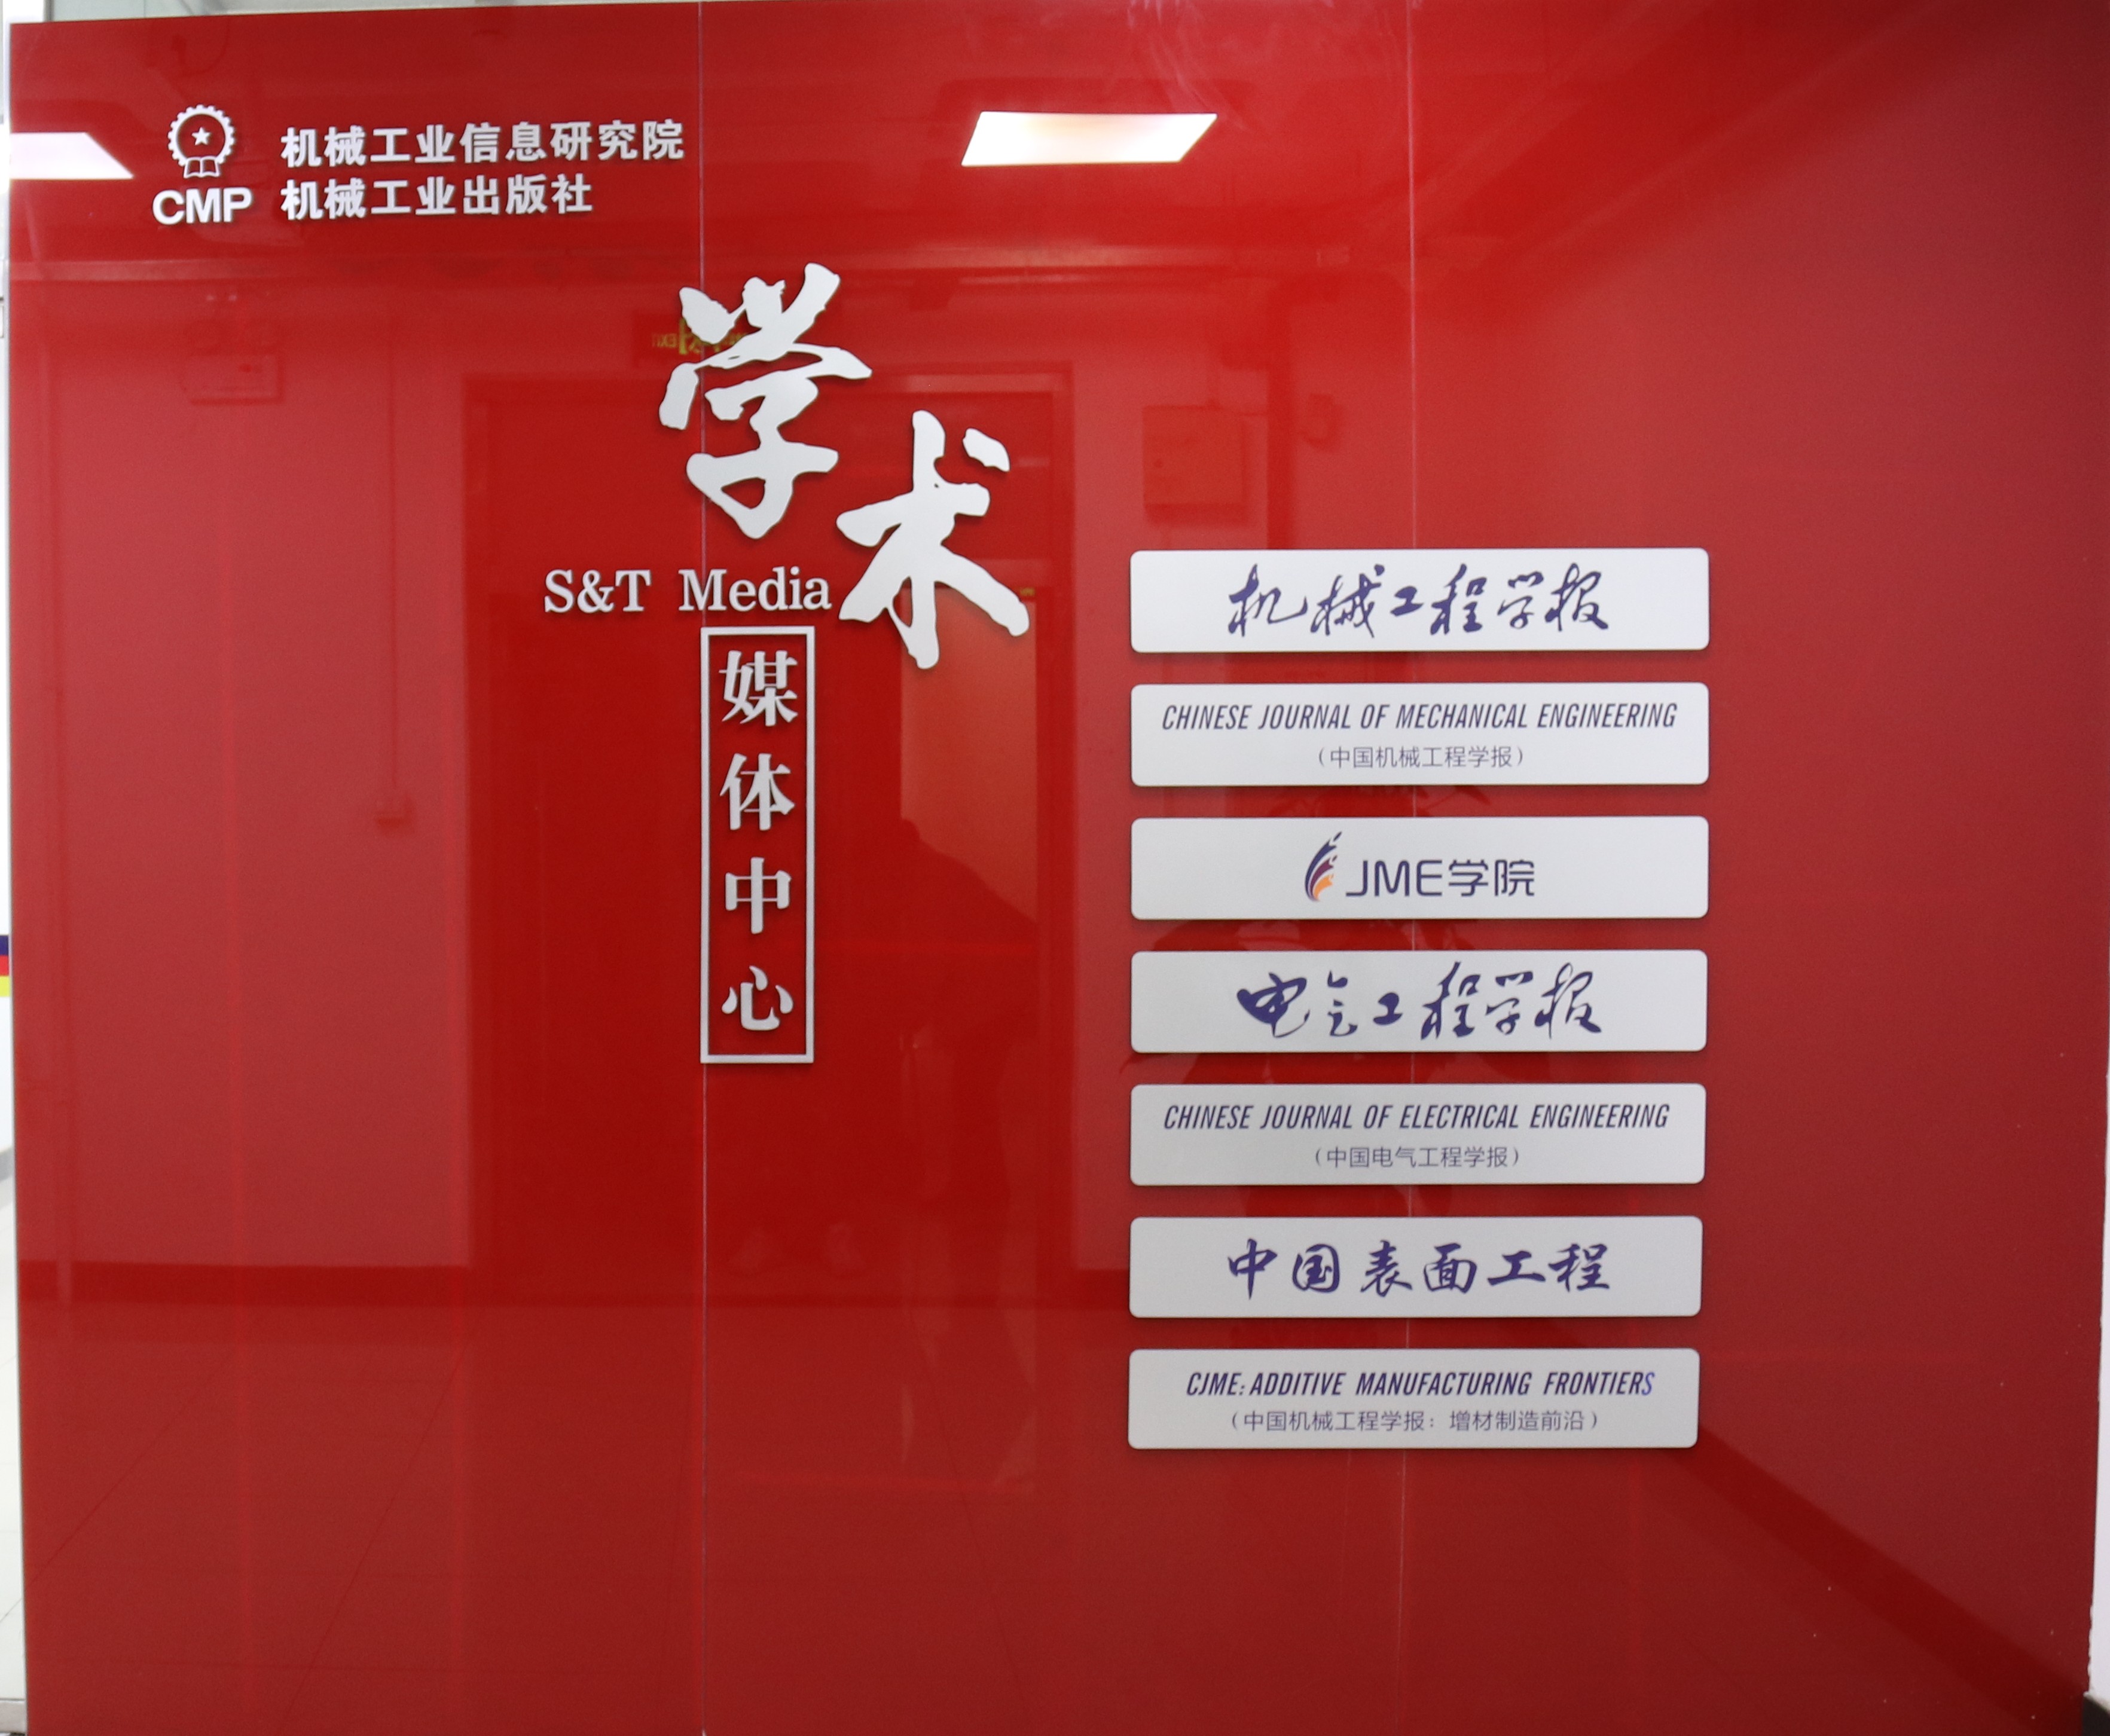 CMP
机械工业信息研究院
机械工业出版社
学术
S&T Media
媒体中心
机械工程学报
CHINESE JOURNAL OF MECHANICAL ENGINEERING
（中国机械工程学报）
JME学院
电气工程学报
CHINESE JOURNAL OF ELECTRICAL ENGINEERING
（中国电气工程学报）
中国表面工程
CJME: ADDITIVE MANUFACTURING FRONTIERS
（中国机械工程学报：增材制造前沿）